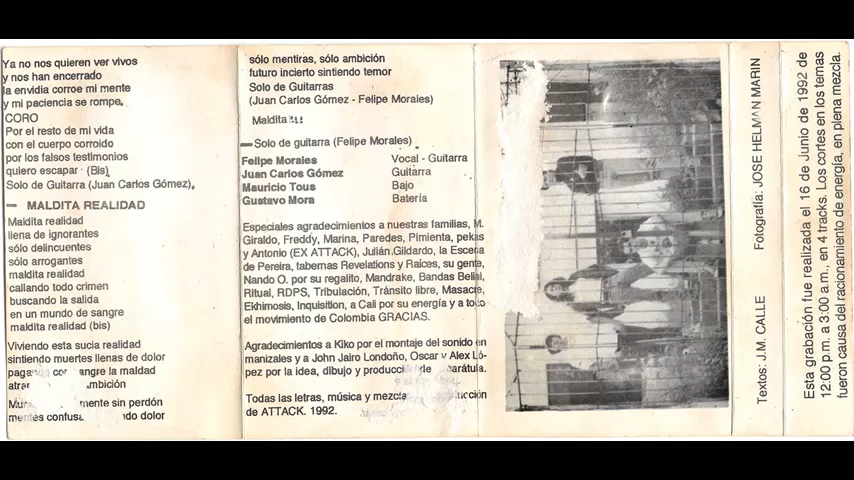 Ya no nos quieren ver vivos
y nos han encerrado
la envidia corroe mi mente
y mi paciencia se rompe.
CORO
Por el resto de mi vida
con el cuerpo corroido
por los falsos testimonios
quiero escapar · (Bis)
Solo de Guitarra (Juan Carlos Gómez).
— MALDITA REALIDAD
Maldita realidad
llena de ignorantes
sólo delincuentes
sólo arrogantes
maldita realidad
callando todo crimen
buscando la salida
en un mundo de sangre
maldita realidad (bis)
Viviendo esta sucia realidad
sintiendo muertes llenas de dolor
sangre la maldad
mente sin perdón
mentes dolor
sólo mentiras, sólo ambición
futuro incierto sintiendo temor
Solo de Guitarras
(Juan Carlos Gómez - Felipe Morales)
Maldita !!!
— Solo de guitarra (Felipe Morales)
Felipe Morales Vocal - Guitarra
Juan Carlos Gómez Guitarra
Mauricio Tous Bajo
Gustavo Mora Batería
Especiales agradecimientos a nuestras familias, M.
Giraldo, Freddy, Marina, Paredes, Pimienta, pekas
y Antonio (EX ATTACK), Julián Gildardo, la Escena
de Pereira, tabernas Revelations y Raíces, su gente,
Nando O. por su regalito, Mandrake, Bandas Belial,
Ritual, RDPS, Tribulación, Tránsito libre, Masacre,
Ekhimosis, Inquisition, a Cali por su energía y a todo
el movimiento de Colombia GRACIAS.
Agradecimientos a Kiko por el montaje del sonido en
manizales y a John Jairo Londoño, Oscar y Alex Ló-
pez por la idea, dibujo y producción de carátula.
Todas las letras, música y mezcla
de ATTACK. 1992.
Textos: J.M. CALLE Fotografía: JOSE HELMAN MARIN
Esta grabación fue realizada el 16 de Junio de 1992 de
12:00 p.m. a 3:00 a.m., en 4 tracks. Los cortes en los temas
fueron causa del racionamiento de energía, en plena mezcla.